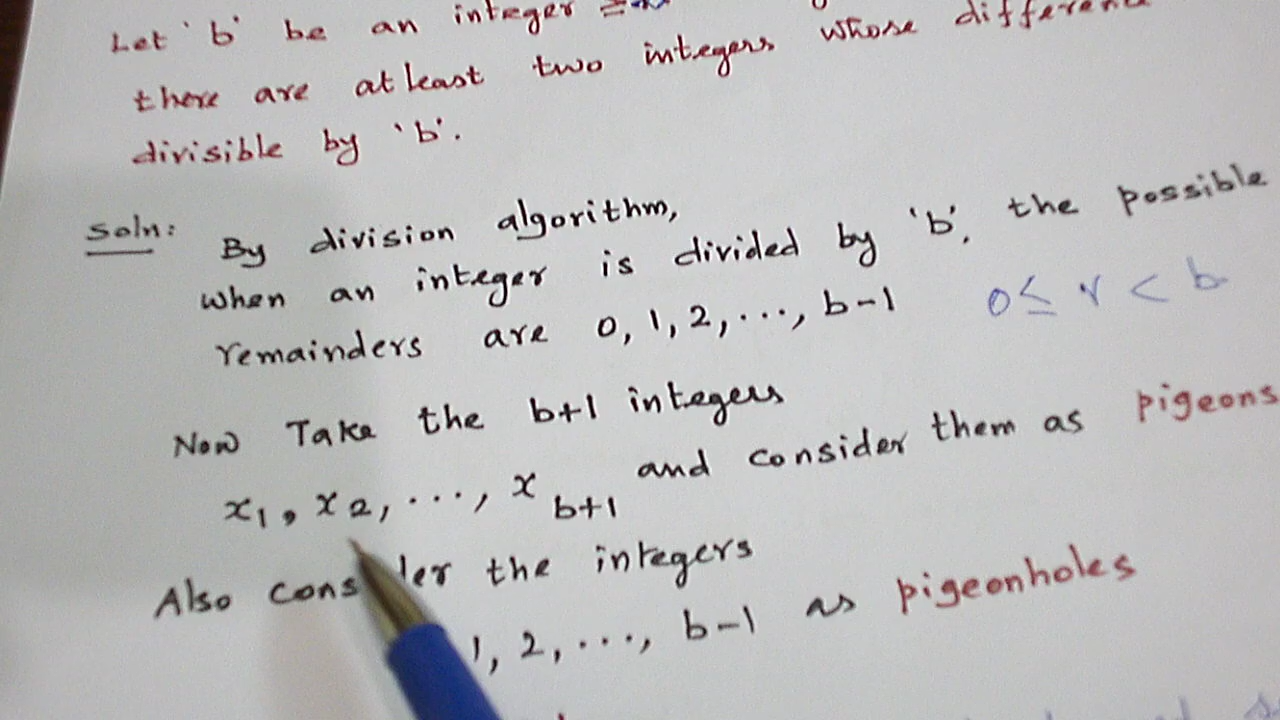 Let 'b' be an integer
there are atleast two integers whose
divisible by 'b'.
Soln: By division algorithm,
when an integer is divided by 'b', the possible
remainders are 0, 1, 2, ..., b-1 0 ≤ r < b
Now Take the b+1 integers
x₁, x₂, ..., x_b+1 and consider them as pigeons
Also the integers
1, 2, ..., b-1 as pigeonholes